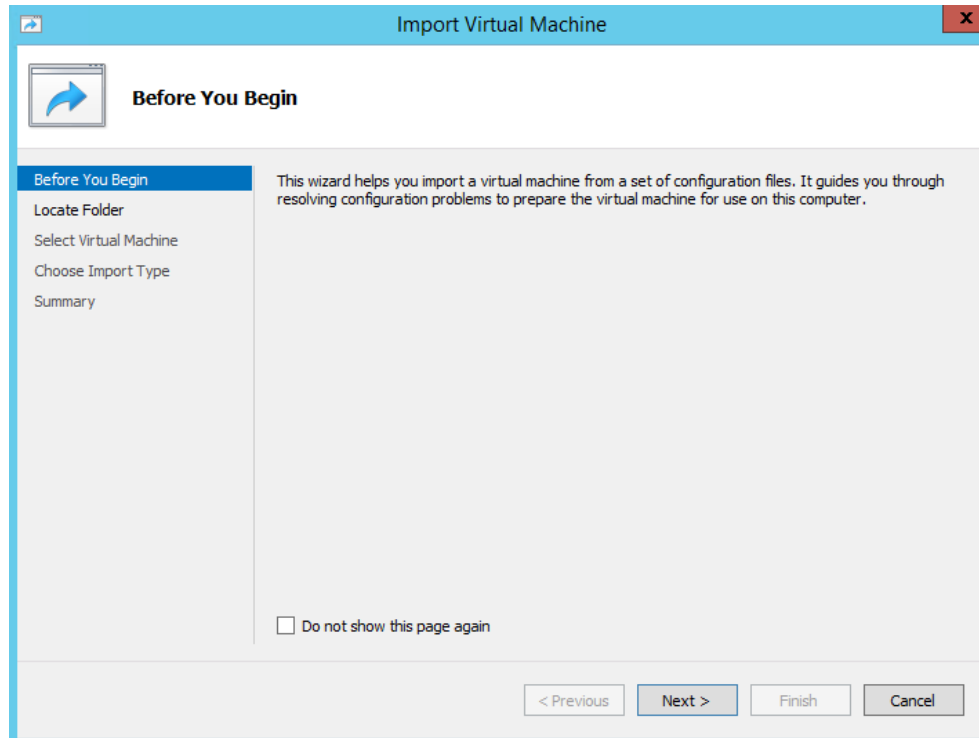 Import Virtual Machine
x
Before You Begin
Before You Begin
Locate Folder
Select Virtual Machine
Choose Import Type
Summary
This wizard helps you import a virtual machine from a set of configuration files. It guides you through
resolving configuration problems to prepare the virtual machine for use on this computer.
Do not show this page again
< Previous
Next >
Finish
Cancel